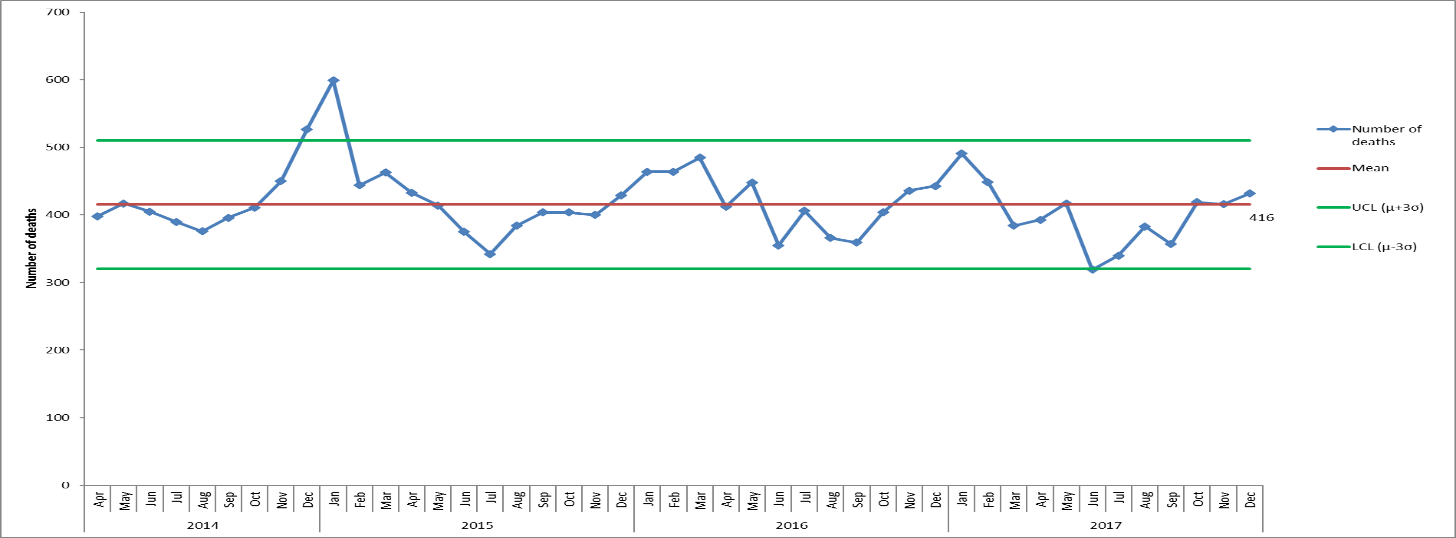 700
600
500
400
300
200
100
0
Number of deaths
416
Number of
deaths
Mean
UCL (μ+3σ)
LCL (μ-3σ)
Apr May Jun Jul Aug Sep Oct Nov Dec Jan Feb Mar Apr May Jun Jul Aug Sep Oct Nov Dec Jan Feb Mar Apr May Jun Jul Aug Sep Oct Nov Dec Jan Feb Mar Apr May Jun Jul Aug Sep Oct Nov Dec
2014 2015 2016 2017